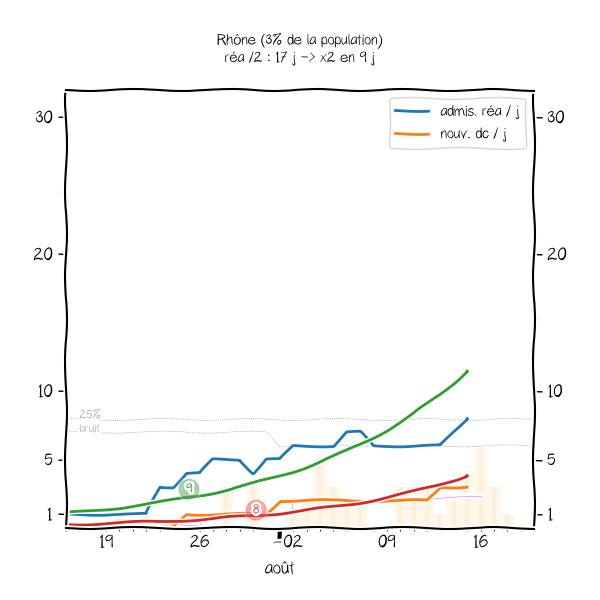 Rhône (3% de la population)
réa /2 : 17 j -> x2 en 9 j
admis. réa / j
nouv. dc / j
30 30
20 20
10 10
25%
bruit
5 5
9
8
1 1
19 26 02 09 16
août